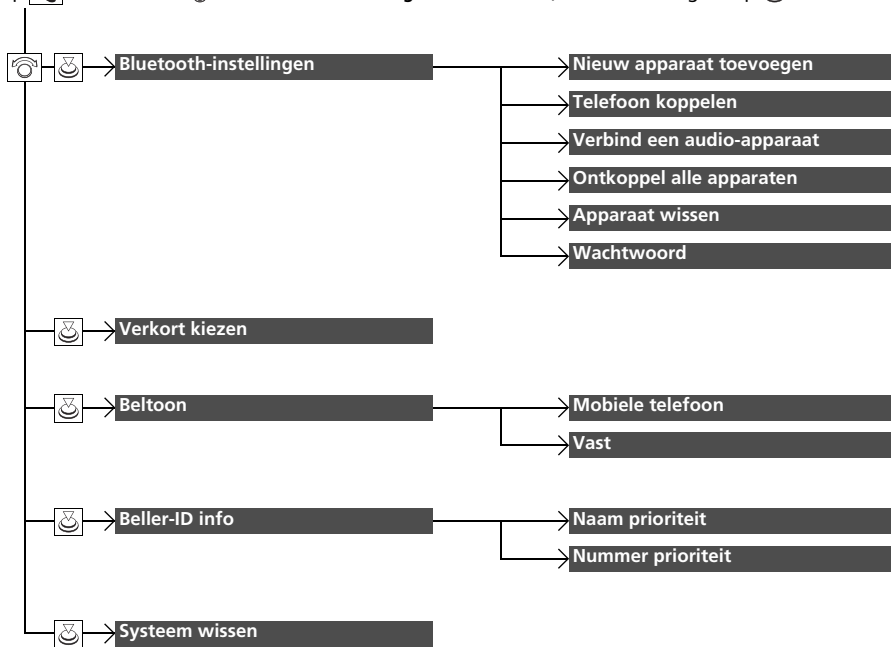 Bluetooth-instellingen
Nieuw apparaat toevoegen
Telefoon koppelen
Verbind een audio-apparaat
Ontkoppel alle apparaten
Apparaat wissen
Wachtwoord
Verkort kiezen
Beltoon
Mobiele telefoon
Vast
Beller-ID info
Naam prioriteit
Nummer prioriteit
Systeem wissen